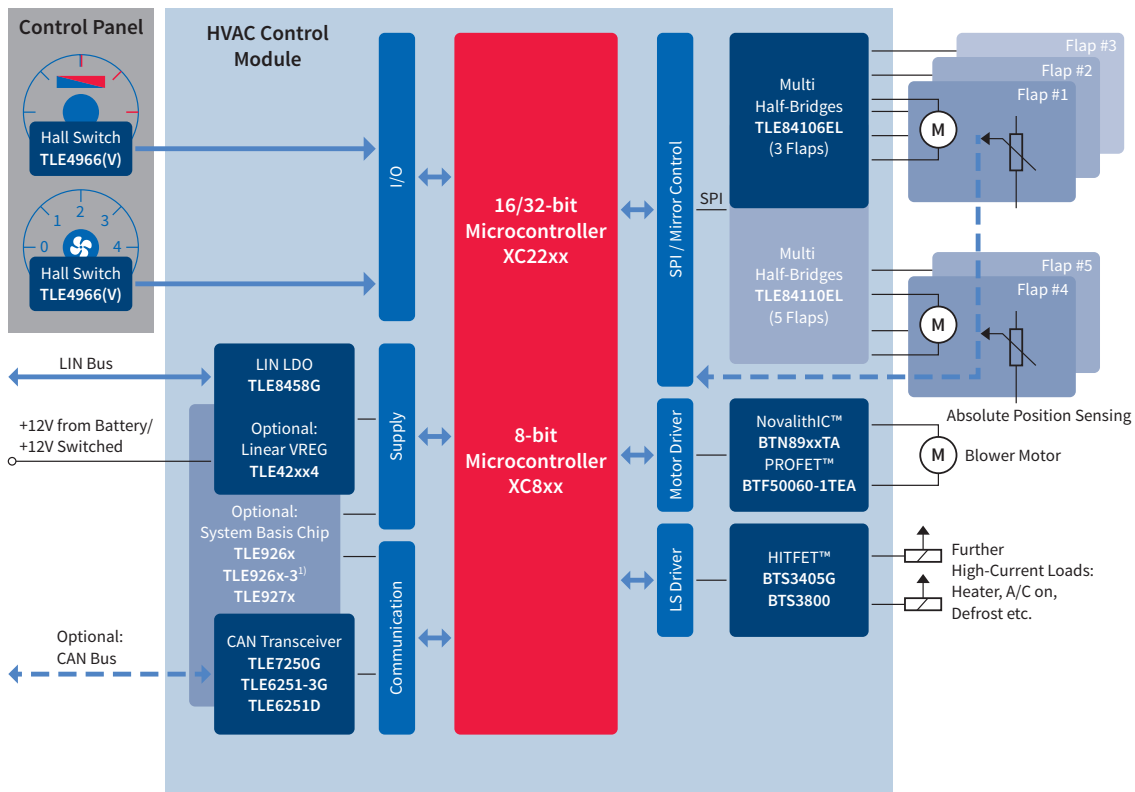 Control Panel
Hall Switch
TLE4966(V)
0
1
2
3
4
Hall Switch
TLE4966(V)
HVAC Control
Module
I/O
LIN Bus
+12V from Battery/
+12V Switched
Optional:
CAN Bus
LIN LDO
TLE8458G
Optional:
Linear VREG
TLE42xx4
Optional:
System Basis Chip
TLE926x
TLE926x-3¹⁾
TLE927x
CAN Transceiver
TLE7250G
TLE6251-3G
TLE6251D
Supply
Communication
16/32-bit
Microcontroller
XC22xx
8-bit
Microcontroller
XC8xx
SPI / Mirror Control
SPI
Motor Driver
LS Driver
Multi
Half-Bridges
TLE84106EL
(3 Flaps)
Multi
Half-Bridges
TLE84110EL
(5 Flaps)
NovalithIC™
BTN89xxTA
PROFET™
BTF50060-1TEA
HITFET™
BTS3405G
BTS3800
Flap #3
Flap #2
Flap #1
M
Flap #5
Flap #4
M
Absolute Position Sensing
M
Blower Motor
Further
High-Current Loads:
Heater, A/C on,
Defrost etc.